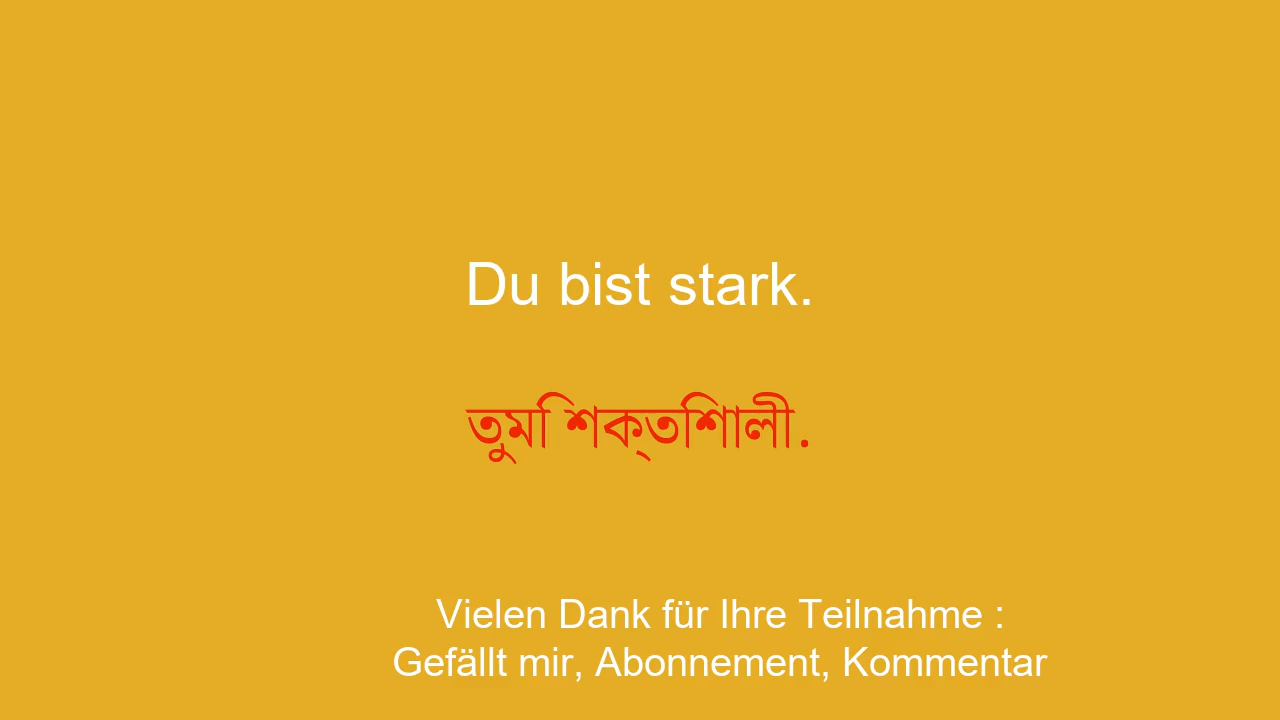 Du bist stark.
তুমি শক্তিশালী.
Vielen Dank für Ihre Teilnahme :
Gefällt mir, Abonnement, Kommentar